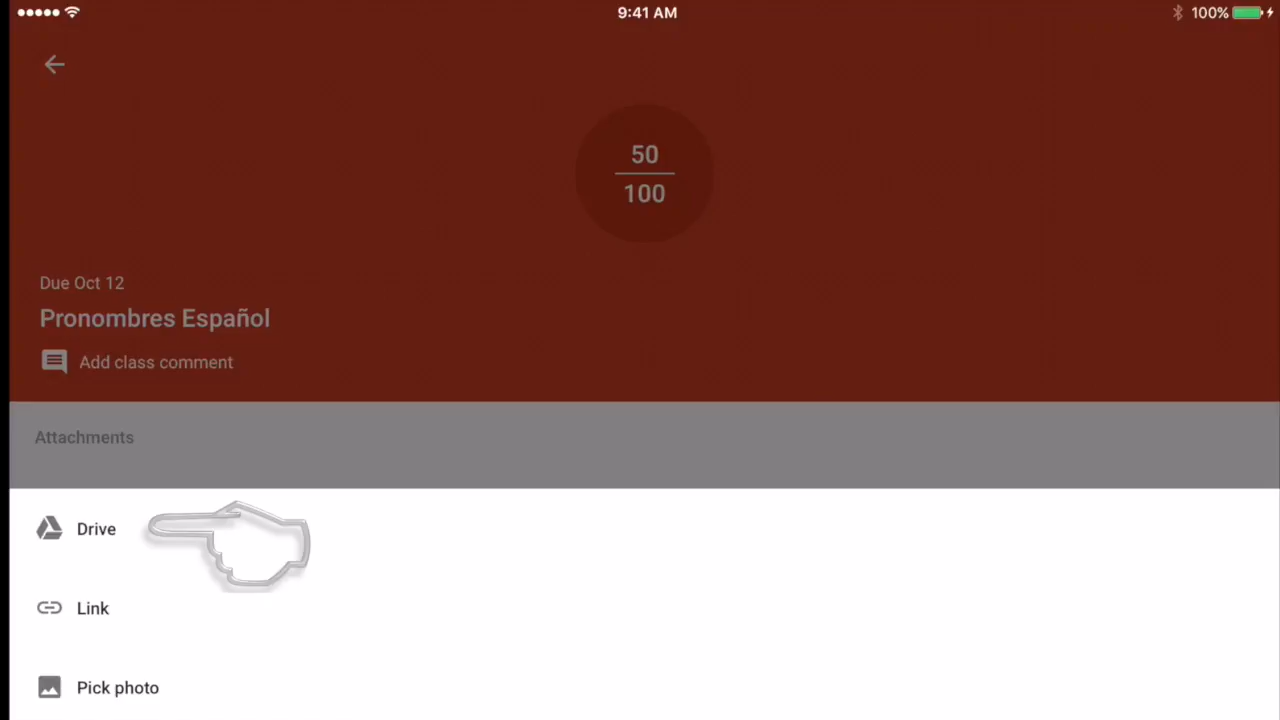 9:41 AM
100%
50
100
Due Oct 12
Pronombres Español
Add class comment
Attachments
Drive
Link
Pick photo